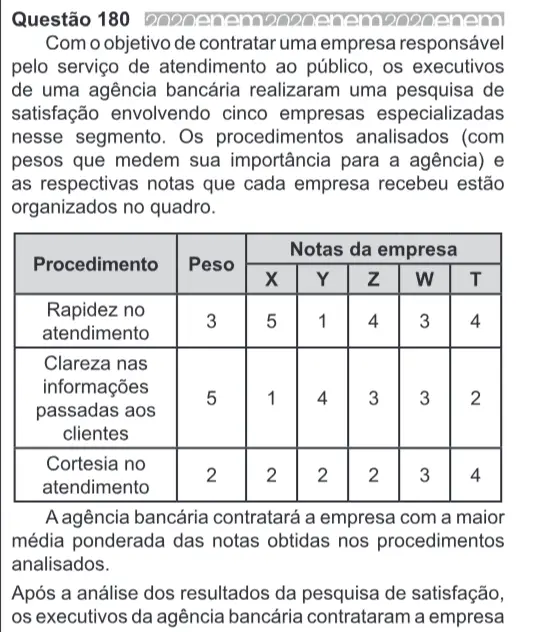 Questão 180 2020enem2020enem2020enem
Com o objetivo de contratar uma empresa responsável
pelo serviço de atendimento ao público, os executivos
de uma agência bancária realizaram uma pesquisa de
satisfação envolvendo cinco empresas especializadas
nesse segmento. Os procedimentos analisados (com
pesos que medem sua importância para a agência) e
as respectivas notas que cada empresa recebeu estão
organizados no quadro.
Procedimento Peso Notas da empresa
X Y Z W T
Rapidez no
atendimento 3 5 1 4 3 4
Clareza nas
informações
passadas aos
clientes 5 1 4 3 3 2
Cortesia no
atendimento 2 2 2 2 3 4
A agência bancária contratará a empresa com a maior
média ponderada das notas obtidas nos procedimentos
analisados.
Após a análise dos resultados da pesquisa de satisfação,
os executivos da agência bancária contrataram a empresa